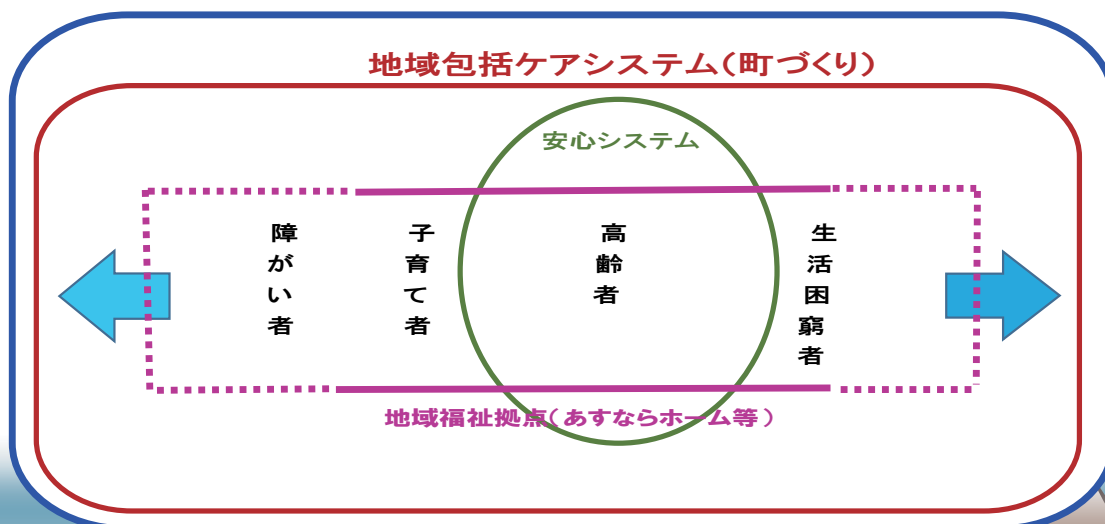 地域包括ケアシステム(町づくり)
安心システム
障がい者
子育て者
高齢者
生活困窮者
地域福祉拠点(あすならホーム等)